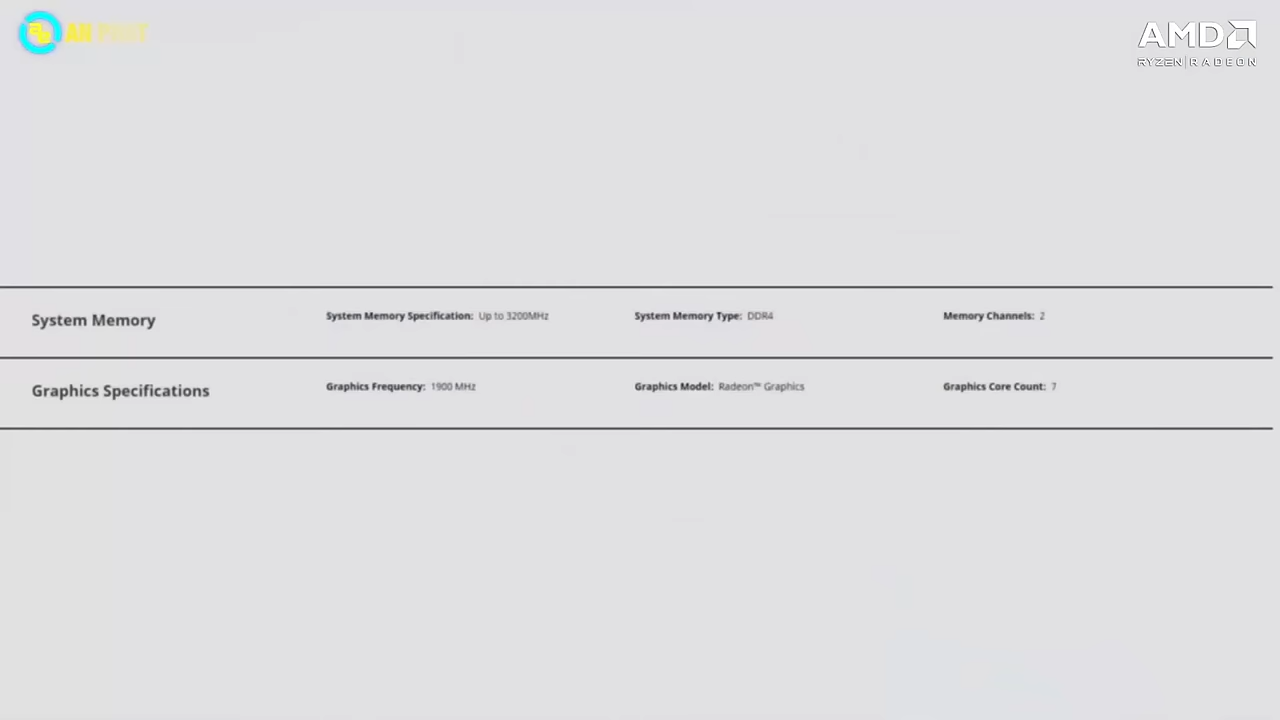 AMD
RYZEN | RADEON
System Memory
System Memory Specification: Up to 3200MHz
System Memory Type: DDR4
Memory Channels: 2
Graphics Specifications
Graphics Frequency: 1900 MHz
Graphics Model: Radeon™ Graphics
Graphics Core Count: 7